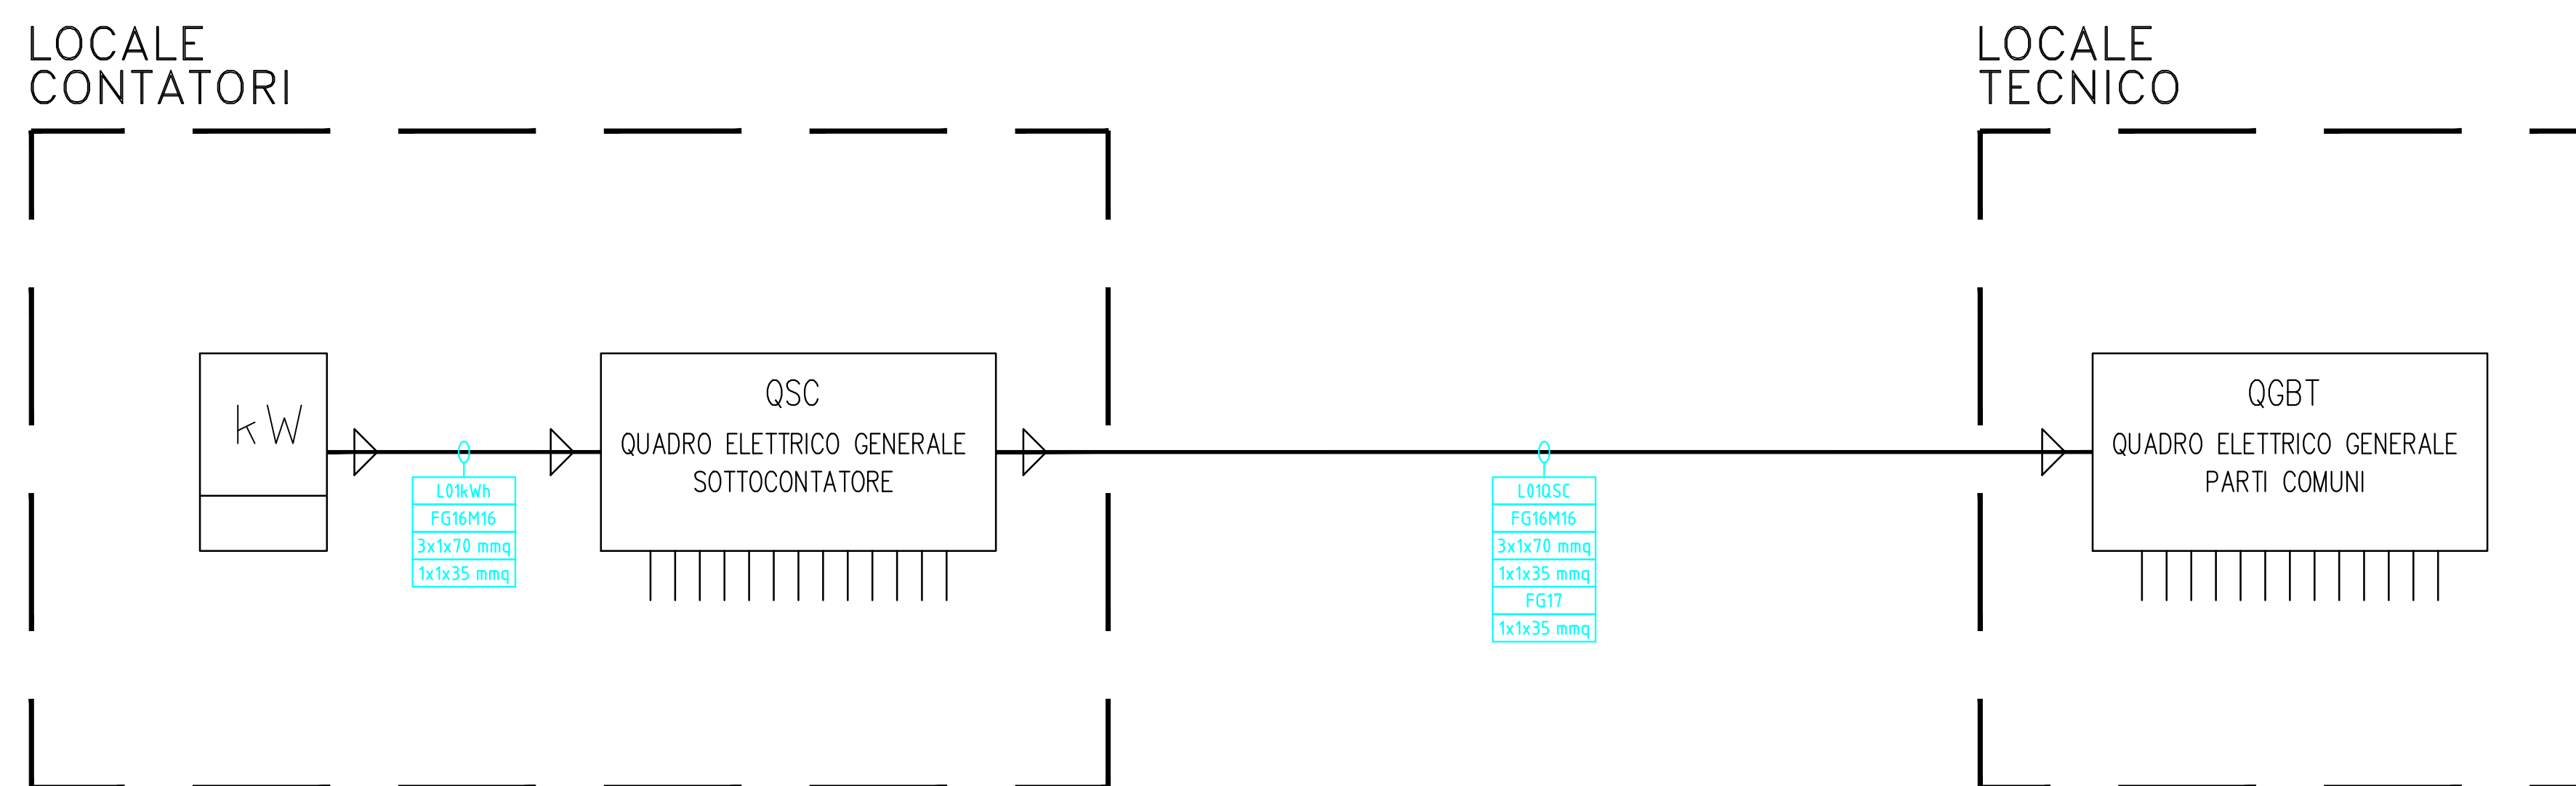 LOCALE
CONTATORI
LOCALE
TECNICO
kW
QSC
QUADRO ELETTRICO GENERALE
SOTTOCONTATORE
QGBT
QUADRO ELETTRICO GENERALE
PARTI COMUNI
L01kWh
FG16M16
3x1x70 mmq
1x1x35 mmq
L01QSC
FG16M16
3x1x70 mmq
1x1x35 mmq
FG17
1x1x35 mmq